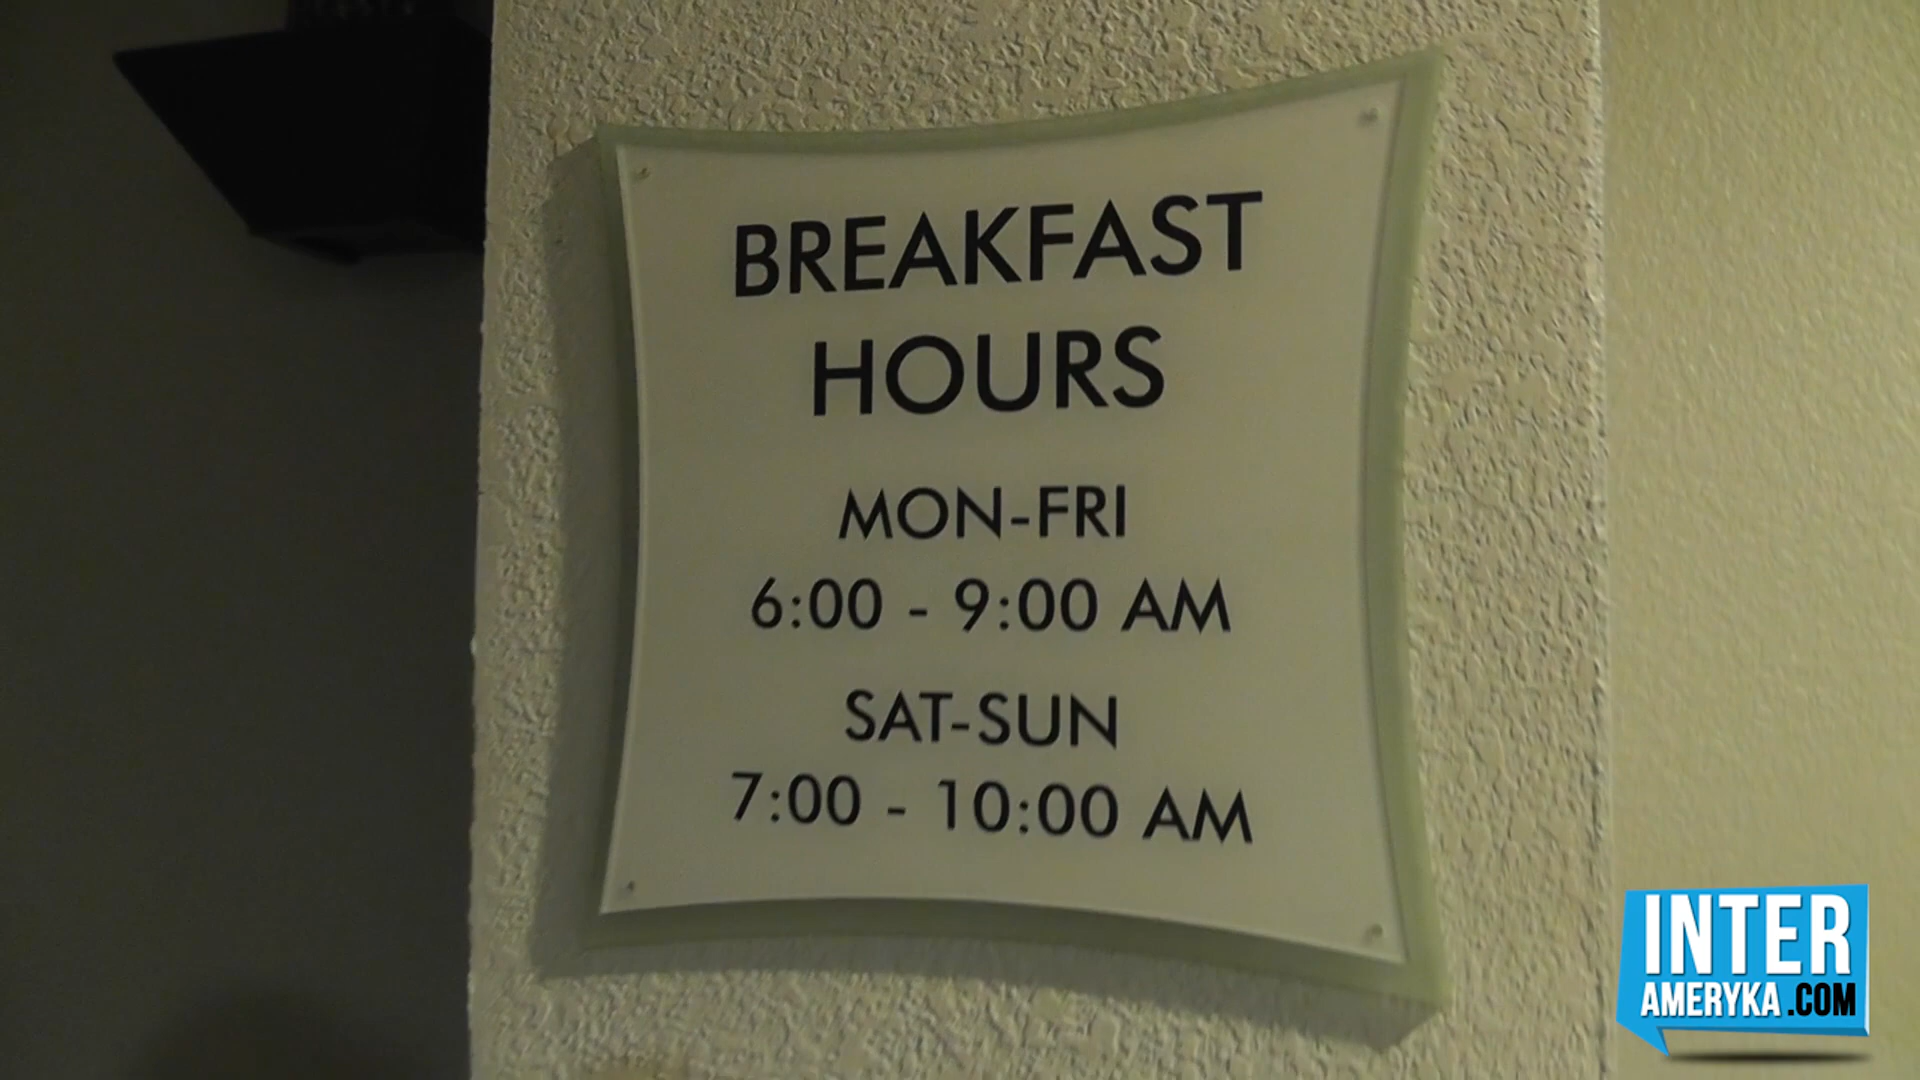 BREAKFAST
HOURS
MON-FRI
6:00 - 9:00 AM
SAT-SUN
7:00 - 10:00 AM
INTER
AMERYKA.COM